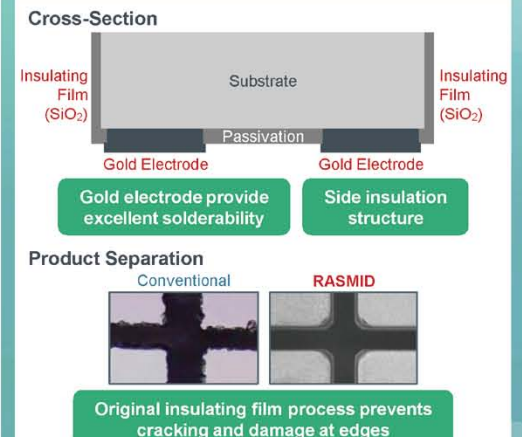 Cross-Section
Insulating
Film
(SiO₂)
Substrate
Insulating
Film
(SiO₂)
Passivation
Gold Electrode
Gold Electrode
Gold electrode provide
excellent solderability
Side insulation
structure
Product Separation
Conventional
RASMID
Original insulating film process prevents
cracking and damage at edges